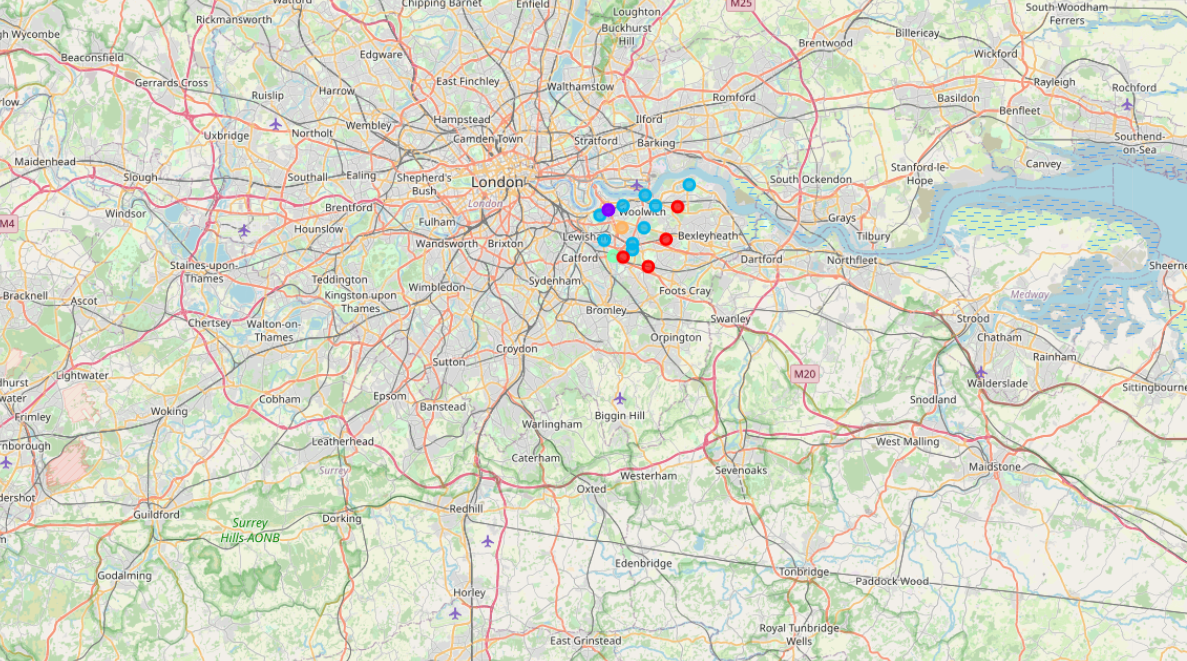 Watford
Chipping Barnet
Enfield
Loughton
M25
South Woodham
Ferrers
Rickmansworth
Buckhurst
Hill
Brentwood
Billericay
gh Wycombe
Beaconsfield
Edgware
Wickford
Gerrards Cross
Ruislip
Harrow
East Finchley
Walthamstow
Romford
Rayleigh
Rochford
Basildon
Benfleet
Wembley
Hampstead
Ilford
Uxbridge
Northolt
Camden Town
Stratford
Barking
Southend-
on-Sea
Maidenhead
Slough
Southall
Ealing
Shepherd's
Bush
London
South Ockendon
Stanford-le-
Hope
Canvey
Windsor
Brentford
London
Woolwich
Grays
M4
Hounslow
Fulham
Tilbury
Wandsworth
Brixton
Lewisha
Bexleyheath
Catford
Dartford
Northfleet
Staines-upon-
Thames
Teddington
Wimbledon
Sydenham
Foots Cray
Sheerne
Bracknell
Ascot
Kingston upon
Thames
Medway
Chertsey
Walton-on-
Thames
Bromley
Swanley
Strood
Chatham
Croydon
Orpington
Rainham
Sutton
M20
dhurst
Lightwater
Walderslade
Sittingbourne
water
Epsom
Cobham
Banstead
Snodland
Frimley
Woking
Biggin Hill
Warlingham
nborough
Leatherhead
West Malling
Caterham
Surrey
Sevenoaks
Maidstone
Westerham
dershot
Oxted
Guildford
Dorking
Redhill
Surrey
Hills-AONB
Edenbridge
Godalming
Tonbridge
Paddock Wood
Horley
Royal Tunbridge
Wells
East Grinstead